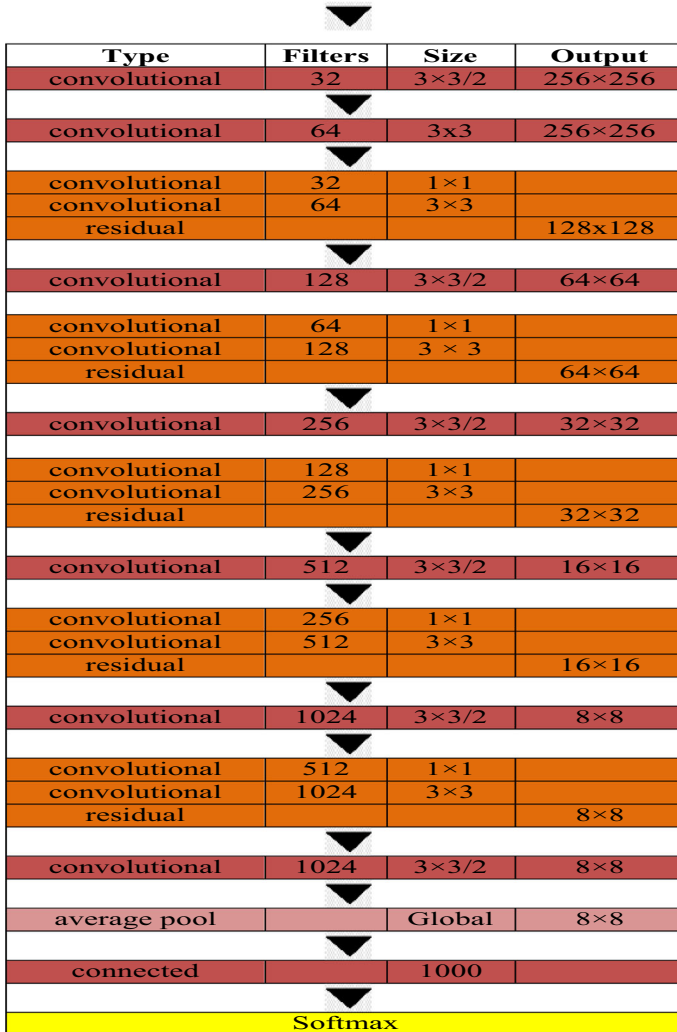 Type Filters Size Output
convolutional 32 3×3/2 256×256
convolutional 64 3x3 256×256
convolutional 32 1×1
convolutional 64 3×3
residual 128x128
convolutional 128 3×3/2 64×64
convolutional 64 1×1
convolutional 128 3 × 3
residual 64×64
convolutional 256 3×3/2 32×32
convolutional 128 1×1
convolutional 256 3×3
residual 32×32
convolutional 512 3×3/2 16×16
convolutional 256 1×1
convolutional 512 3×3
residual 16×16
convolutional 1024 3×3/2 8×8
convolutional 512 1×1
convolutional 1024 3×3
residual 8×8
convolutional 1024 3×3/2 8×8
average pool Global 8×8
connected 1000
Softmax